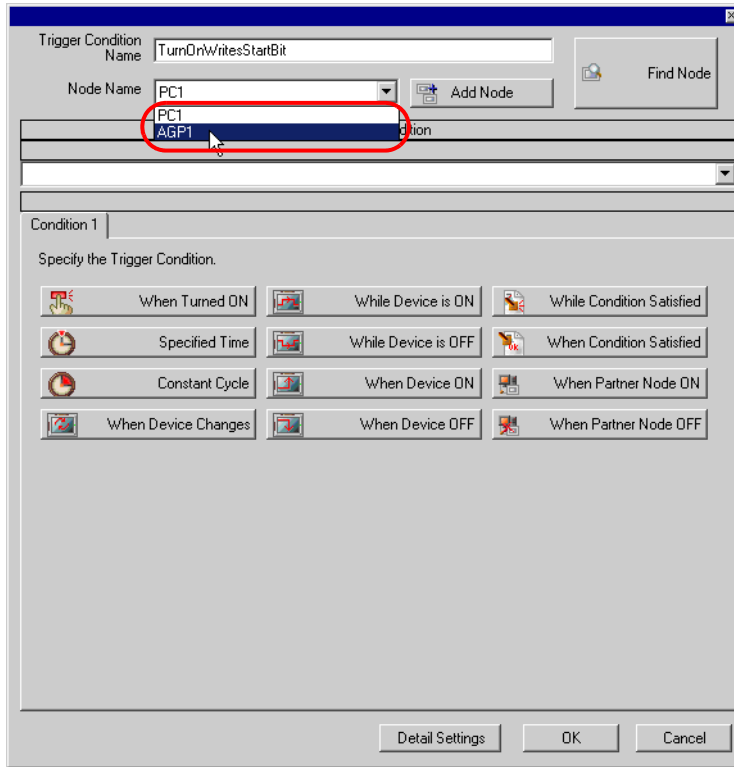 Trigger Condition
Name
TurnOnWritesStartBit
Find Node
Node Name
PC1
Add Node
PC1
AGP1
Condition 1
Specify the Trigger Condition.
When Turned ON
While Device is ON
While Condition Satisfied
Specified Time
While Device is OFF
When Condition Satisfied
Constant Cycle
When Device ON
When Partner Node ON
When Device Changes
When Device OFF
When Partner Node OFF
Detail Settings
OK
Cancel